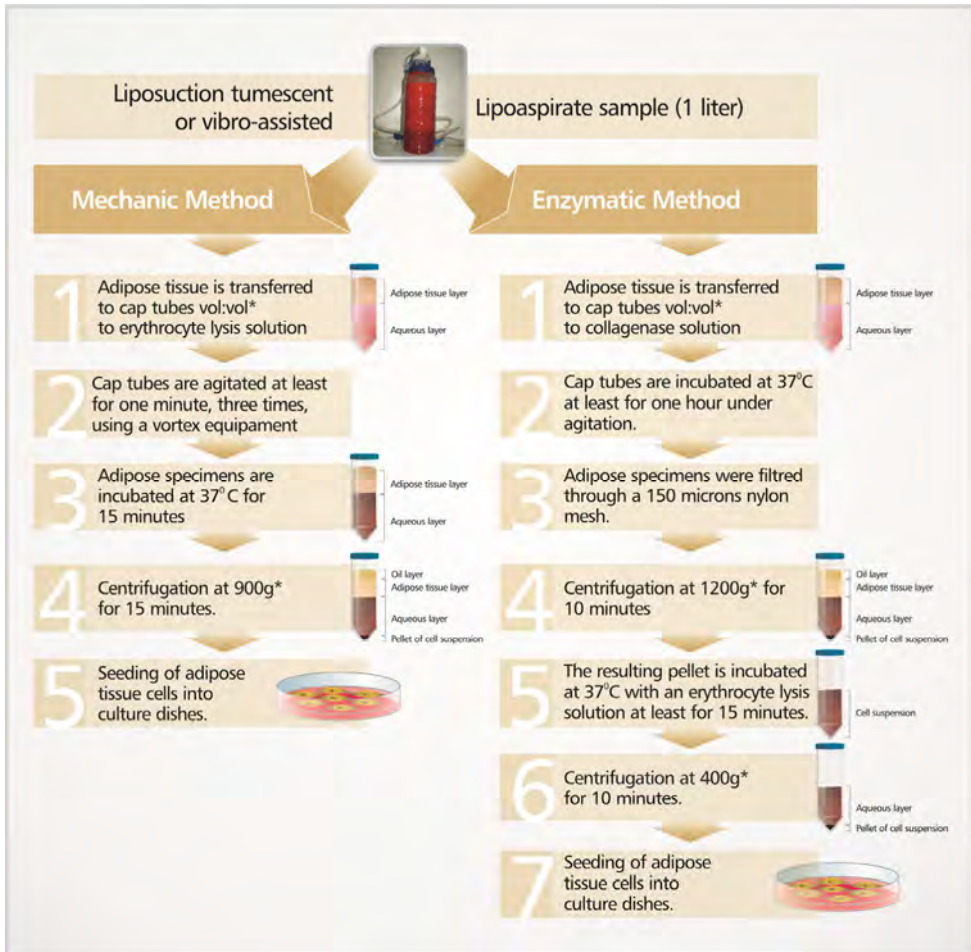 Liposuction tumescent
or vibro-assisted
Lipoaspirate sample (1 liter)
Mechanic Method
1
Adipose tissue is transferred
to cap tubes vol:vol*
to erythrocyte lysis solution
Adipose tissue layer
Aqueous layer
2
Cap tubes are agitated at least
for one minute, three times,
using a vortex equipament
3
Adipose specimens are
incubated at 37⁰C for
15 minutes
Adipose tissue layer
Aqueous layer
4
Centrifugation at 900g*
for 15 minutes.
Oil layer
Adipose tissue layer
Aqueous layer
Pellet of cell suspension
5
Seeding of adipose
tissue cells into
culture dishes.
Enzymatic Method
1
Adipose tissue is transferred
to cap tubes vol:vol*
to collagenase solution
Adipose tissue layer
Aqueous layer
2
Cap tubes are incubated at 37⁰C
at least for one hour under
agitation.
3
Adipose specimens were filtred
through a 150 microns nylon
mesh.
4
Centrifugation at 1200g* for
10 minutes
Oil layer
Adipose tissue layer
Aqueous layer
Pellet of cell suspension
5
The resulting pellet is incubated
at 37⁰C with an erythrocyte lysis
solution at least for 15 minutes.
Cell suspension
6
Centrifugation at 400g*
for 10 minutes.
Aqueous layer
Pellet of cell suspension
7
Seeding of adipose
tissue cells into
culture dishes.